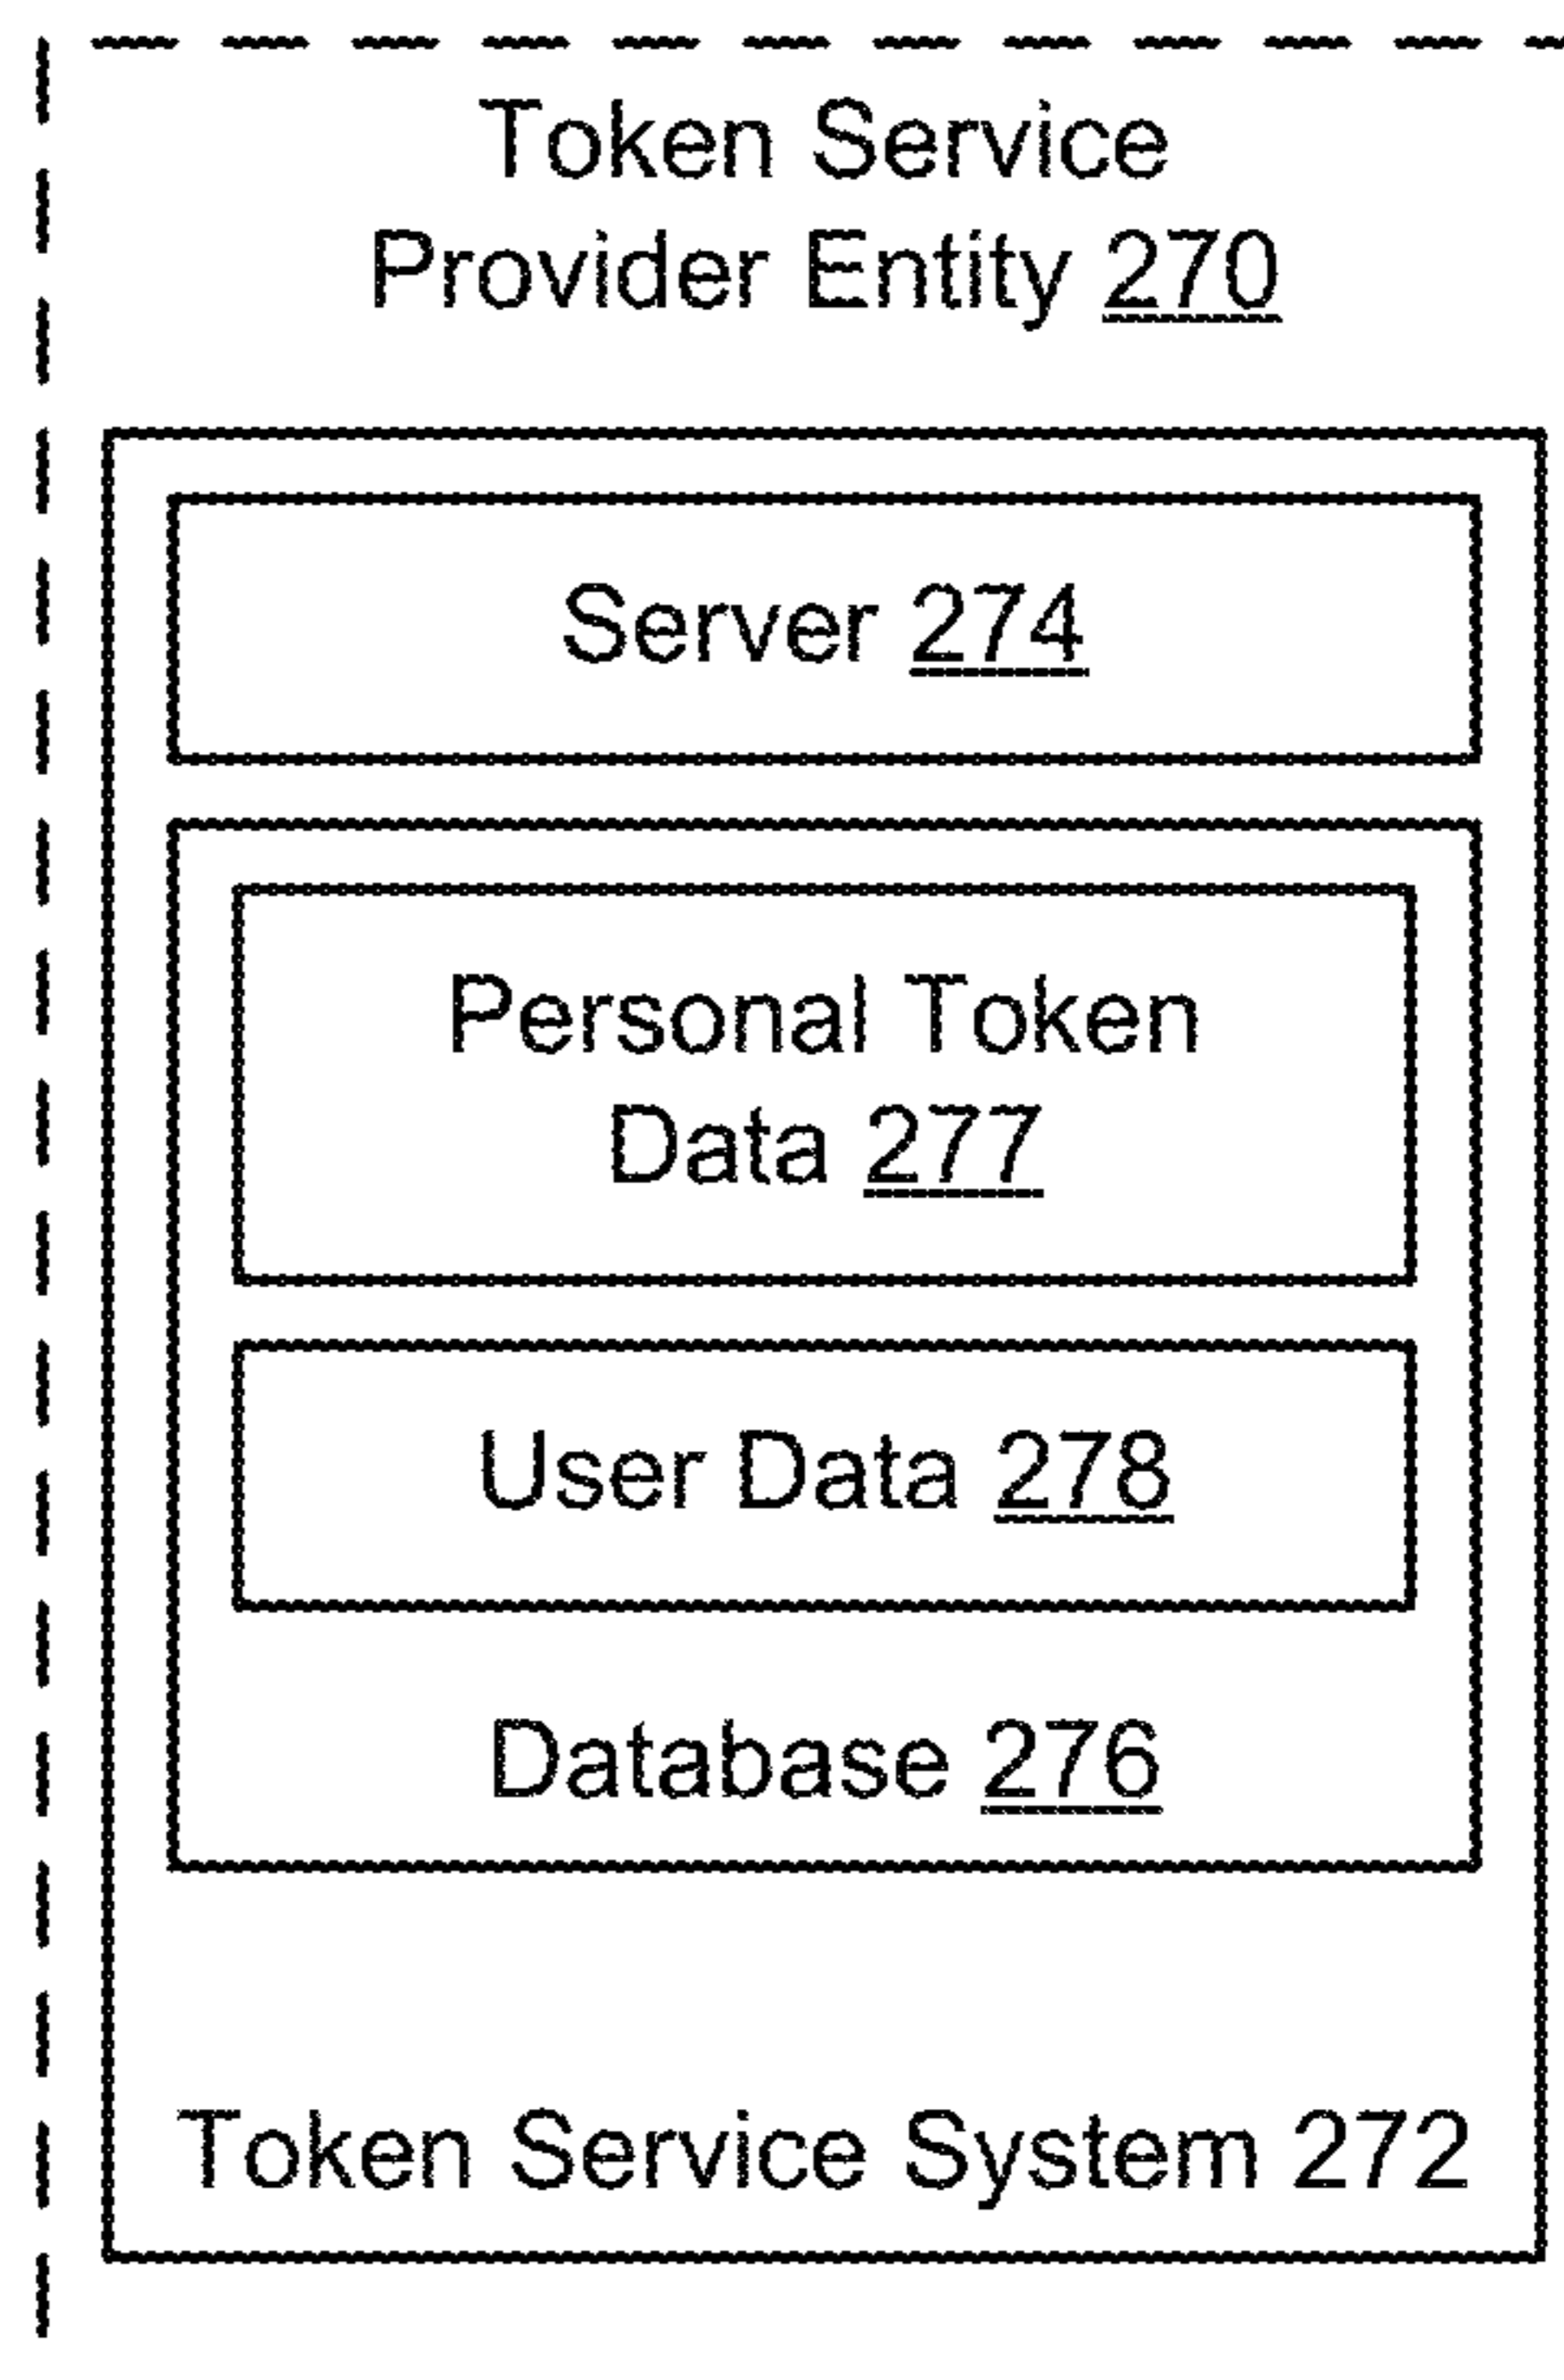 Token Service
Provider Entity 270
Server 274
Personal Token
Data 277
User Data 278
Database 276
Token Service System 272